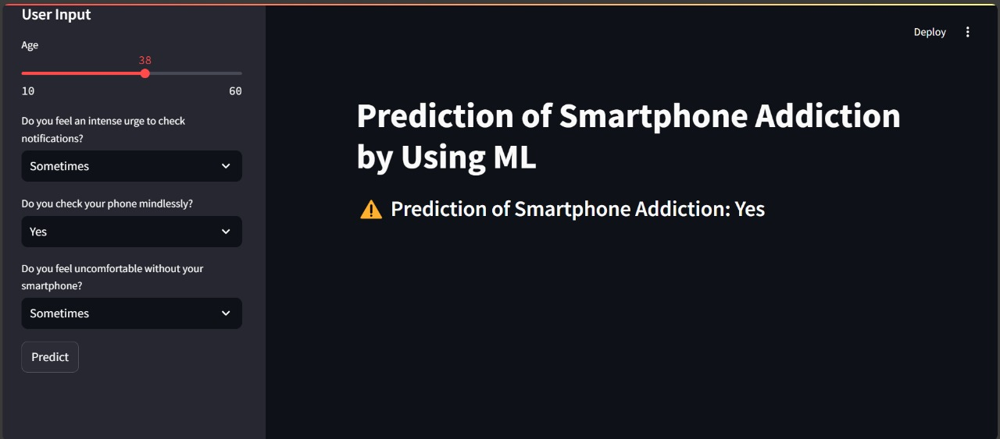 User Input
Age
38
10 60
Do you feel an intense urge to check
notifications?
Sometimes
Do you check your phone mindlessly?
Yes
Do you feel uncomfortable without your
smartphone?
Sometimes
Predict
Deploy
Prediction of Smartphone Addiction
by Using ML
Prediction of Smartphone Addiction: Yes